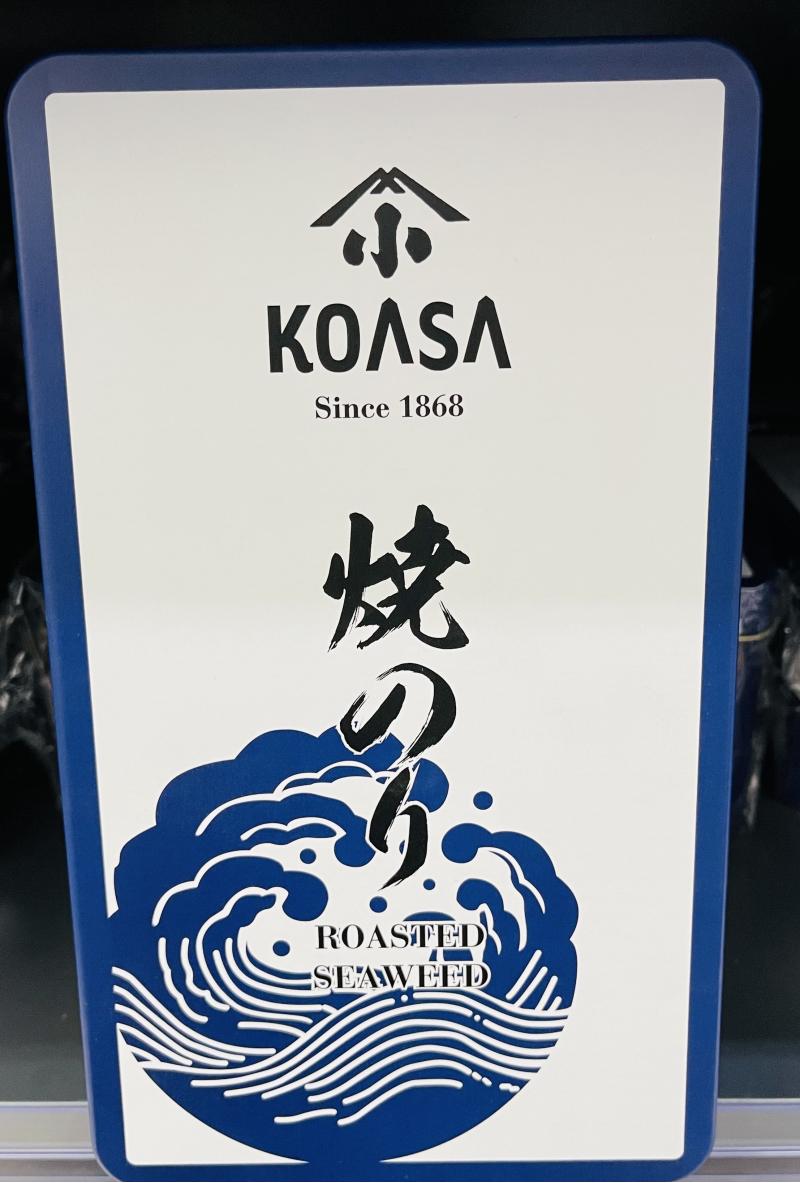 小
KOASA
Since 1868
焼のり
ROASTED
SEAWEED